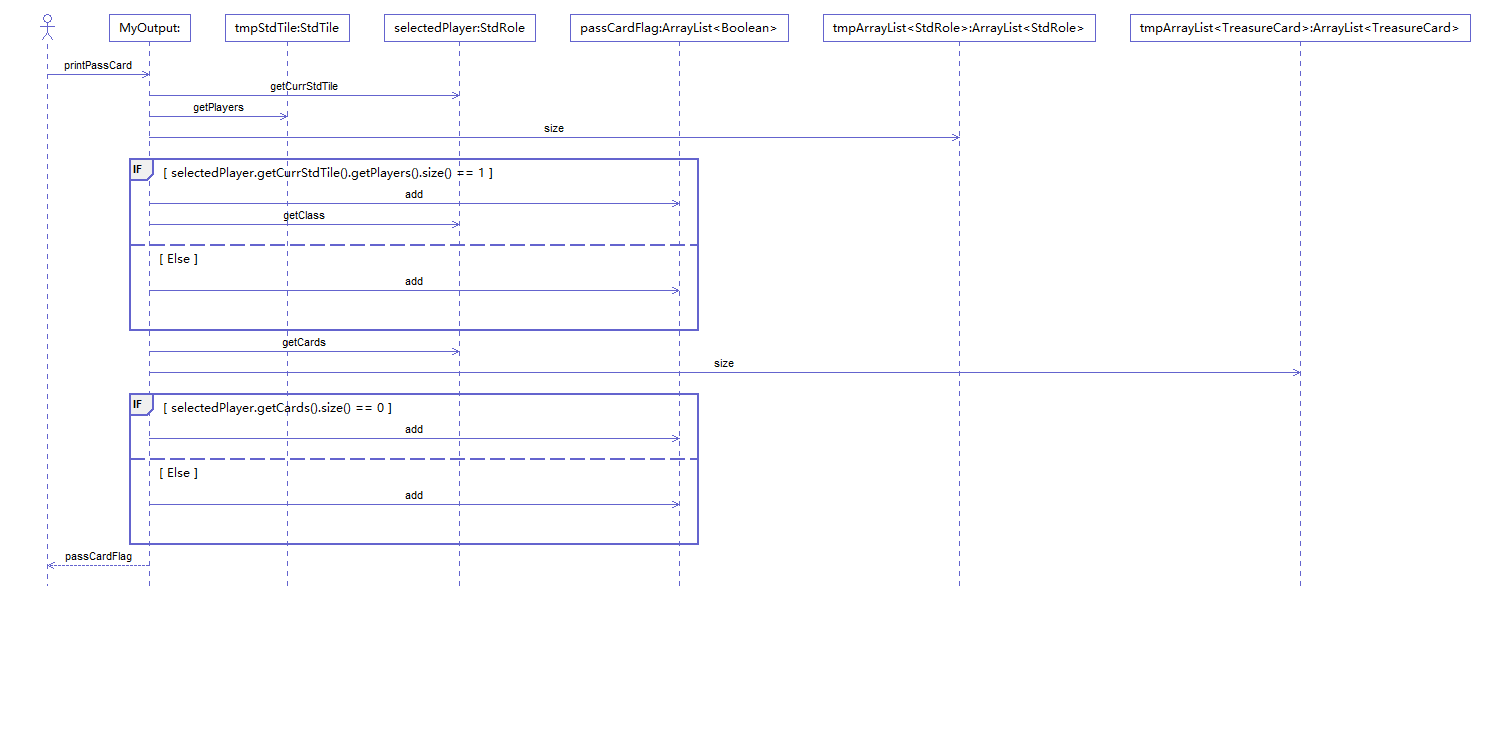 MyOutput:
tmpStdTile:StdTile
selectedPlayer:StdRole
passCardFlag:ArrayList<Boolean>
tmpArrayList<StdRole>:ArrayList<StdRole>
tmpArrayList<TreasureCard>:ArrayList<TreasureCard>
printPassCard
getCurrStdTile
getPlayers
size
IF
[ selectedPlayer.getCurrStdTile().getPlayers().size() == 1 ]
add
getClass
[ Else ]
add
getCards
size
IF
[ selectedPlayer.getCards().size() == 0 ]
add
[ Else ]
add
passCardFlag